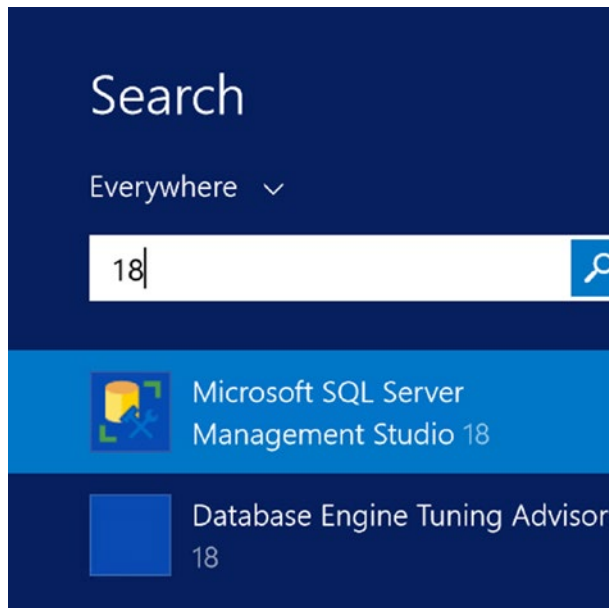 Search
Everywhere
18
Microsoft SQL Server
Management Studio 18
Database Engine Tuning Advisor
18